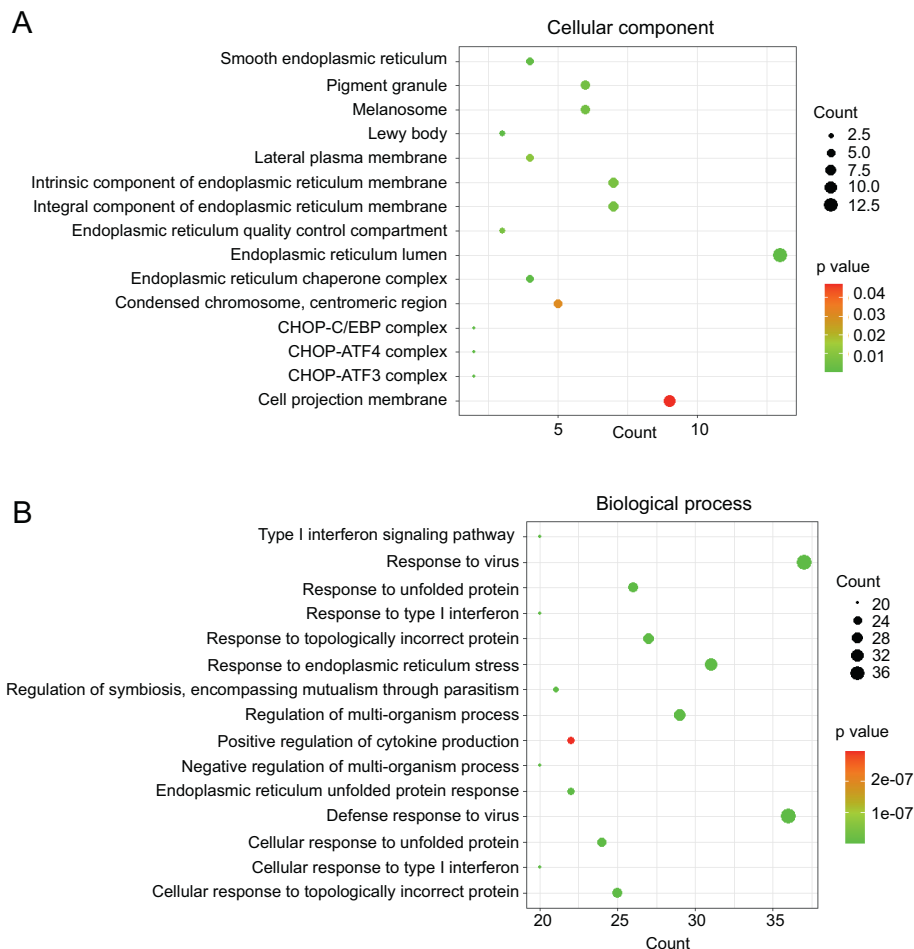 A
Cellular component
Smooth endoplasmic reticulum
Pigment granule
Melanosome
Lewy body
Lateral plasma membrane
Intrinsic component of endoplasmic reticulum membrane
Integral component of endoplasmic reticulum membrane
Endoplasmic reticulum quality control compartment
Endoplasmic reticulum lumen
Endoplasmic reticulum chaperone complex
Condensed chromosome, centromeric region
CHOP-C/EBP complex
CHOP-ATF4 complex
CHOP-ATF3 complex
Cell projection membrane
5
10
Count
Count
2.5
5.0
7.5
10.0
12.5
p value
0.04
0.03
0.02
0.01
B
Biological process
Type I interferon signaling pathway
Response to virus
Response to unfolded protein
Response to type I interferon
Response to topologically incorrect protein
Response to endoplasmic reticulum stress
Regulation of symbiosis, encompassing mutualism through parasitism
Regulation of multi-organism process
Positive regulation of cytokine production
Negative regulation of multi-organism process
Endoplasmic reticulum unfolded protein response
Defense response to virus
Cellular response to unfolded protein
Cellular response to type I interferon
Cellular response to topologically incorrect protein
20
25
30
35
Count
Count
20
24
28
32
36
p value
2e-07
1e-07